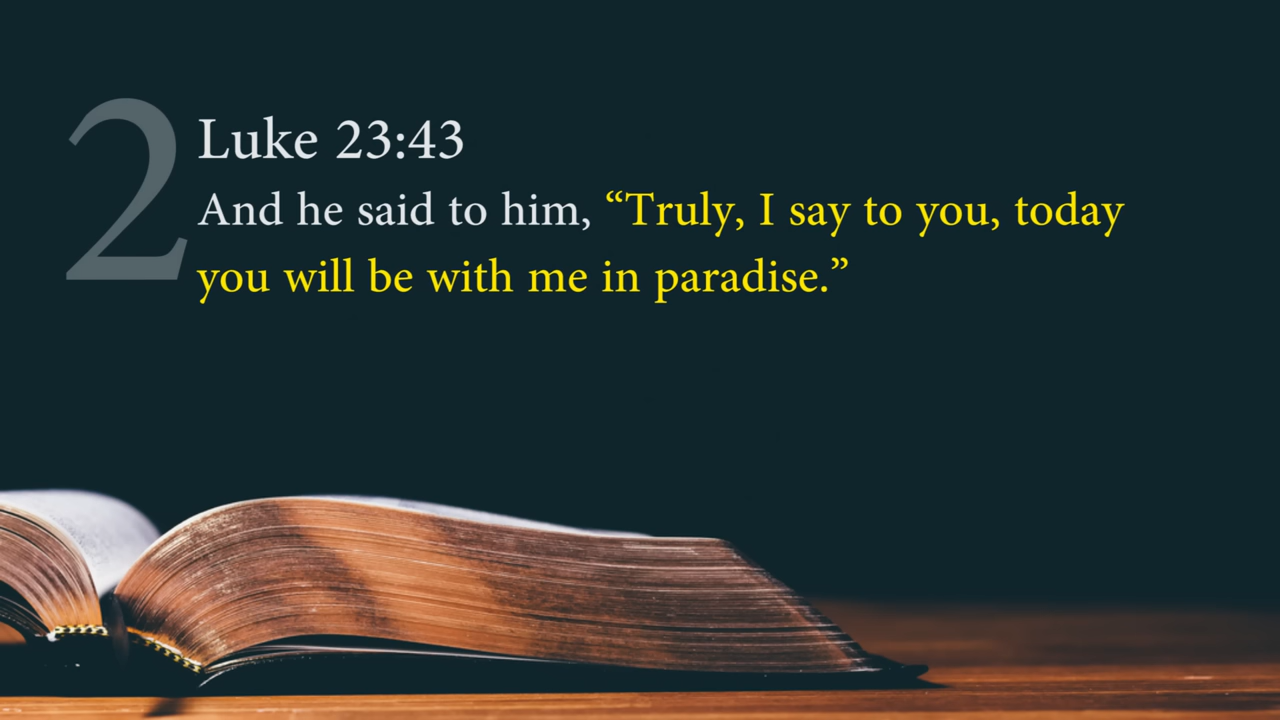 2
Luke 23:43
And he said to him, “Truly, I say to you, today
you will be with me in paradise.”